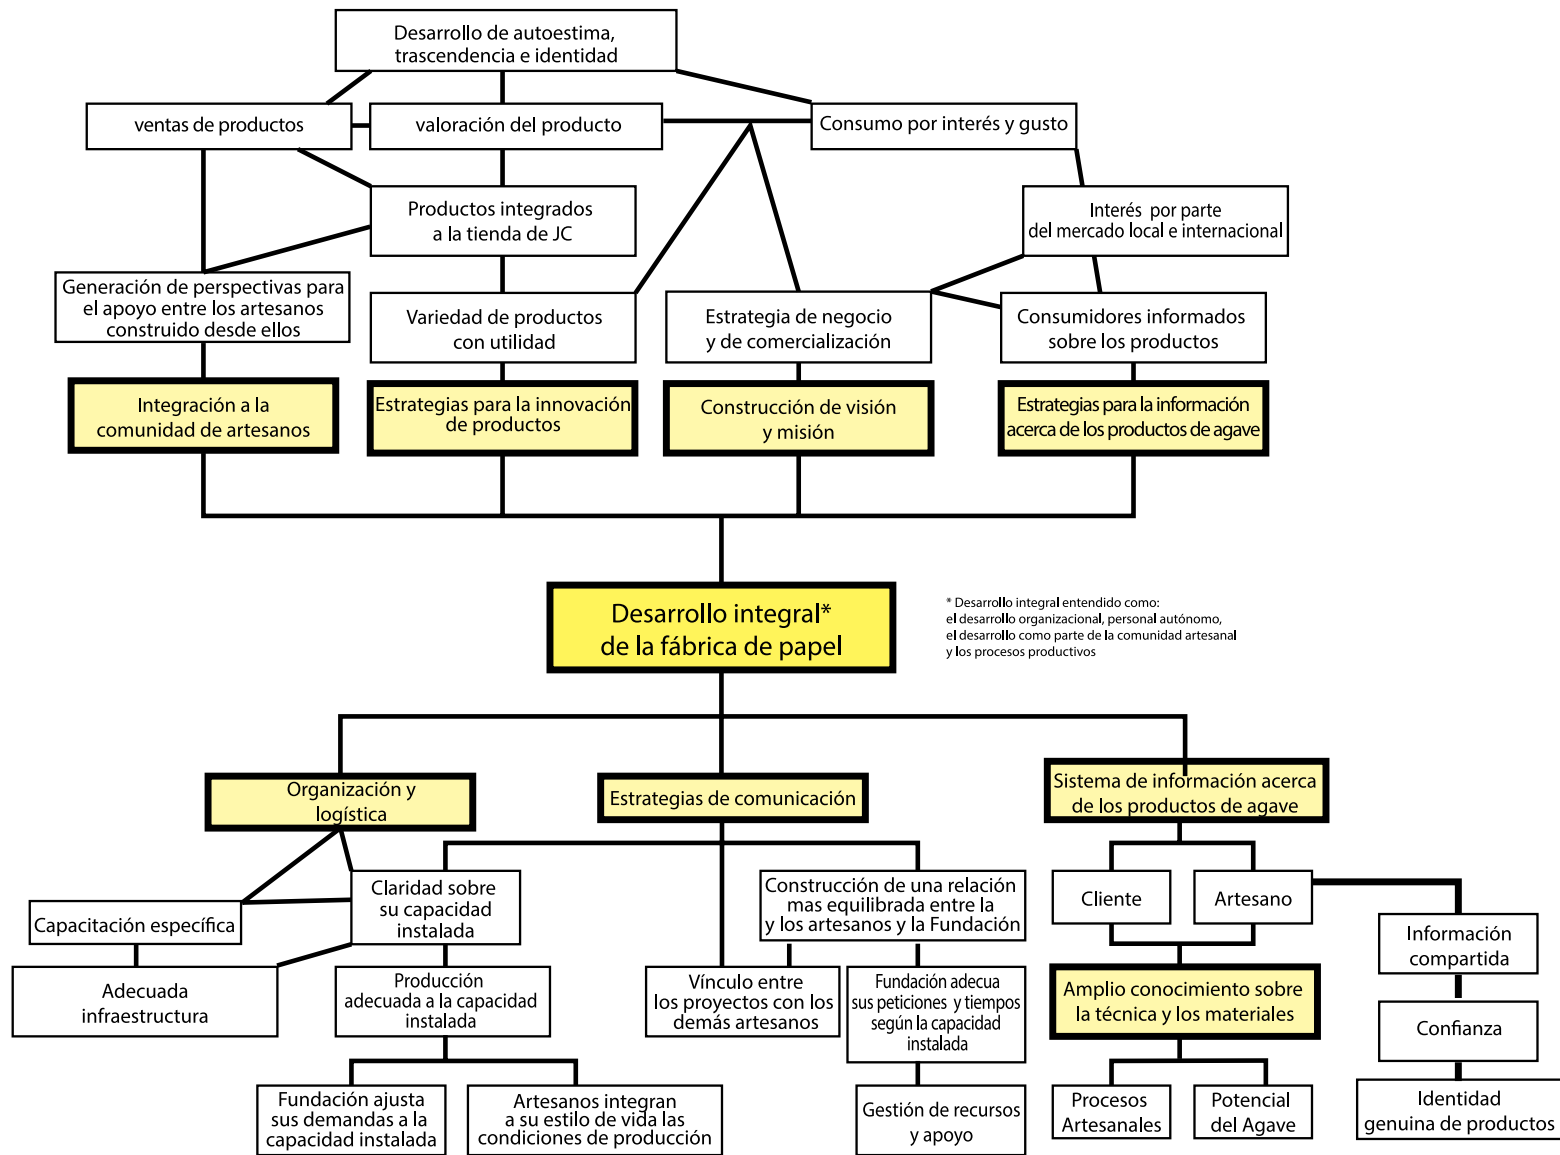 Desarrollo de autoestima,
trascendencia e identidad
ventas de productos
valoración del producto
Consumo por interés y gusto
Productos integrados
a la tienda de JC
Interés por parte
del mercado local e internacional
Generación de perspectivas para
el apoyo entre los artesanos
construido desde ellos
Variedad de productos
con utilidad
Estrategia de negocio
y de comercialización
Consumidores informados
sobre los productos
Integración a la
comunidad de artesanos
Estrategias para la innovación
de productos
Construcción de visión
y misión
Estrategias para la información
acerca de los productos de agave
Desarrollo integral*
de la fábrica de papel
* Desarrollo integral entendido como:
el desarrollo organizacional, personal autónomo,
el desarrollo como parte de la comunidad artesanal
y los procesos productivos
Organización y
logística
Estrategias de comunicación
Sistema de información acerca
de los productos de agave
Capacitación específica
Claridad sobre
su capacidad
instalada
Construcción de una relación
mas equilibrada entre la
y los artesanos y la Fundación
Cliente
Artesano
Información
compartida
Adecuada
infraestructura
Producción
adecuada a la capacidad
instalada
Vínculo entre
los proyectos con los
demás artesanos
Fundación adecua
sus peticiones y tiempos
según la capacidad
instalada
Amplio conocimiento sobre
la técnica y los materiales
Confianza
Fundación ajusta
sus demandas a la
capacidad instalada
Artesanos integran
a su estilo de vida las
condiciones de producción
Gestión de recursos
y apoyo
Procesos
Artesanales
Potencial
del Agave
Identidad
genuina de productos